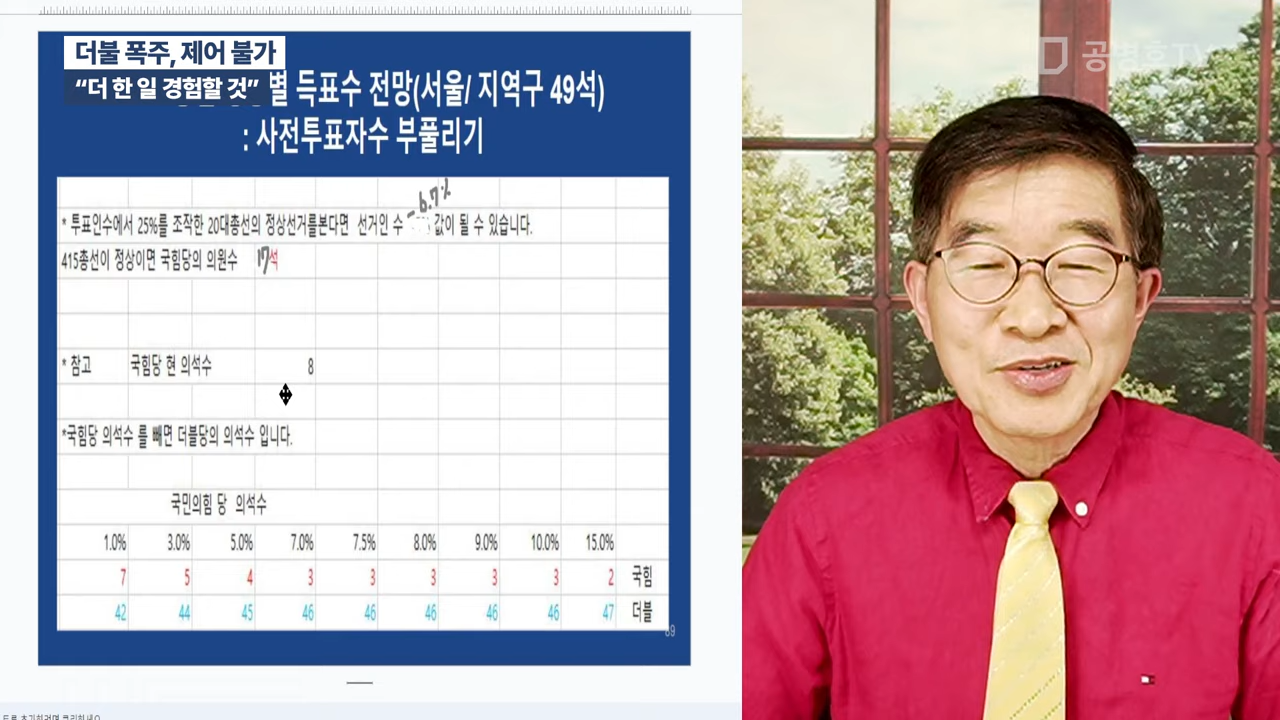 더불 폭주, 제어 불가
“더 한 일 경험할 것”
별 득표수 전망(서울/ 지역구 49석)
: 사전투표자수 부풀리기
공병호TV
-6.7%
* 투표인수에서 25%를 조작한 20대총선의 정상선거를본다면 선거인 수 값이 될 수 있습니다.
415총선이 정상이면 국힘당의 의원수 17석
* 참고 국힘당 현 의석수 8
*국힘당 의석수 를 빼면 더블당의 의석수 입니다.
국민의힘 당 의석수
1.0% 3.0% 5.0% 7.0% 7.5% 8.0% 9.0% 10.0% 15.0%
7 5 4 3 3 3 3 3 2 국힘
42 44 45 46 46 46 46 46 47 더블
69